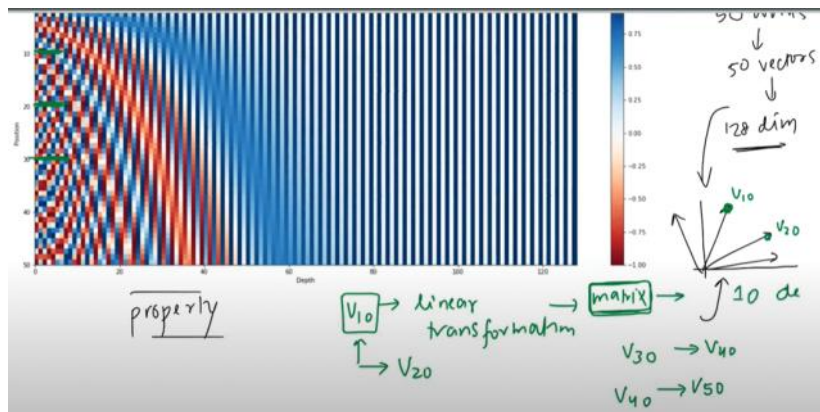 50 vectors
128 dim
Position
10
20
30
40
50
0
20
40
60
80
100
120
Depth
0.75
0.50
0.25
0.00
-0.25
-0.50
-0.75
-1.00
V10
V20
10 de
property
V10 → linear transformation → matrix →
→ V20
V30 → V40
V40 → V50